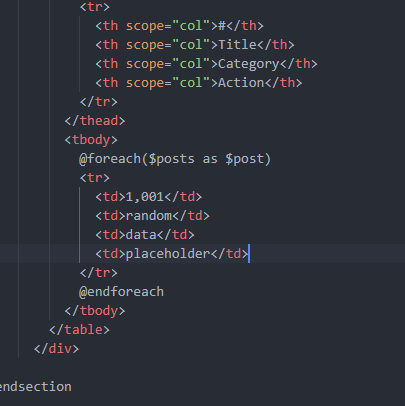 <tr>
<th scope="col">#</th>
<th scope="col">Title</th>
<th scope="col">Category</th>
<th scope="col">Action</th>
</tr>
</thead>
<tbody>
@foreach($posts as $post)
<tr>
<td>1,001</td>
<td>random</td>
<td>data</td>
<td>placeholder</td>
</tr>
@endforeach
</tbody>
</table>
</div>
endsection